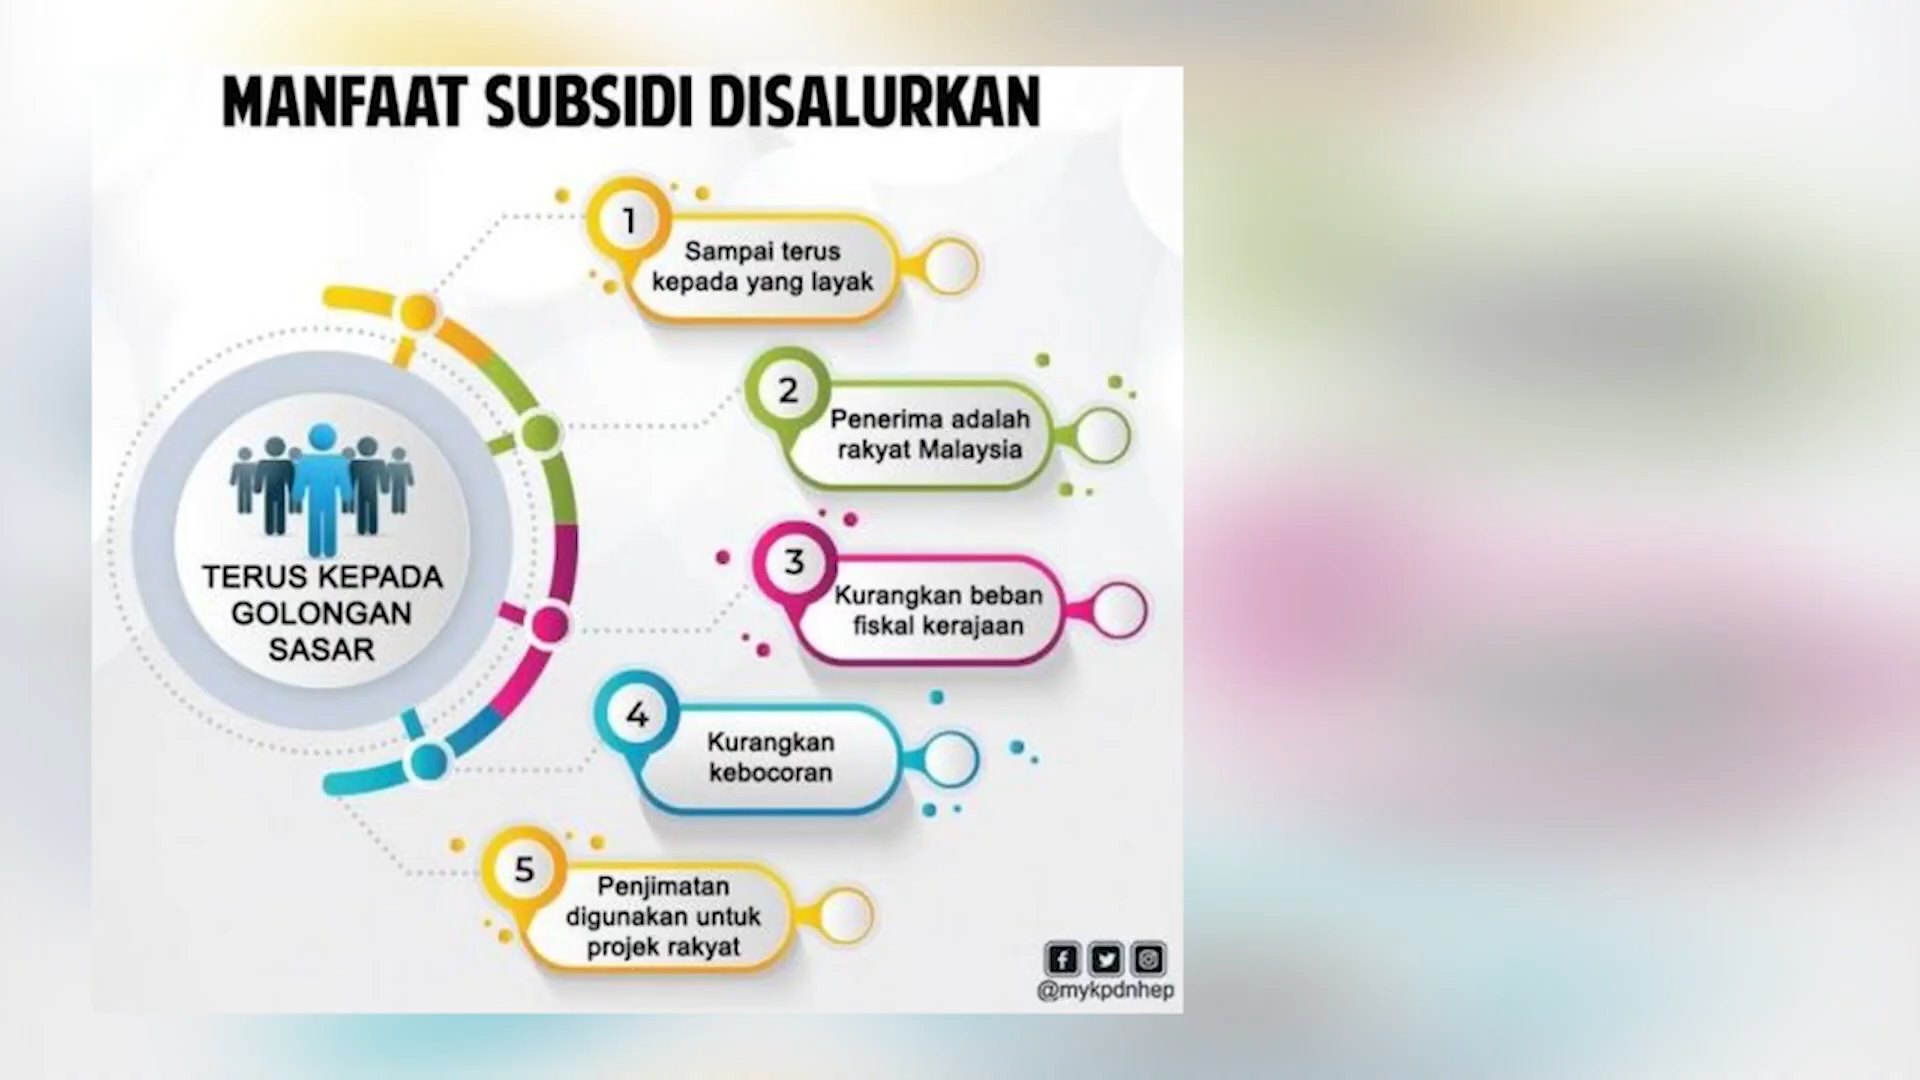 MANFAAT SUBSIDI DISALURKAN
1
Sampai terus
kepada yang layak
2
Penerima adalah
rakyat Malaysia
TERUS KEPADA
GOLONGAN
SASAR
3
Kurangkan beban
fiskal kerajaan
4
Kurangkan
kebocoran
5
Penjimatan
digunakan untuk
projek rakyat
@mykpdnhep